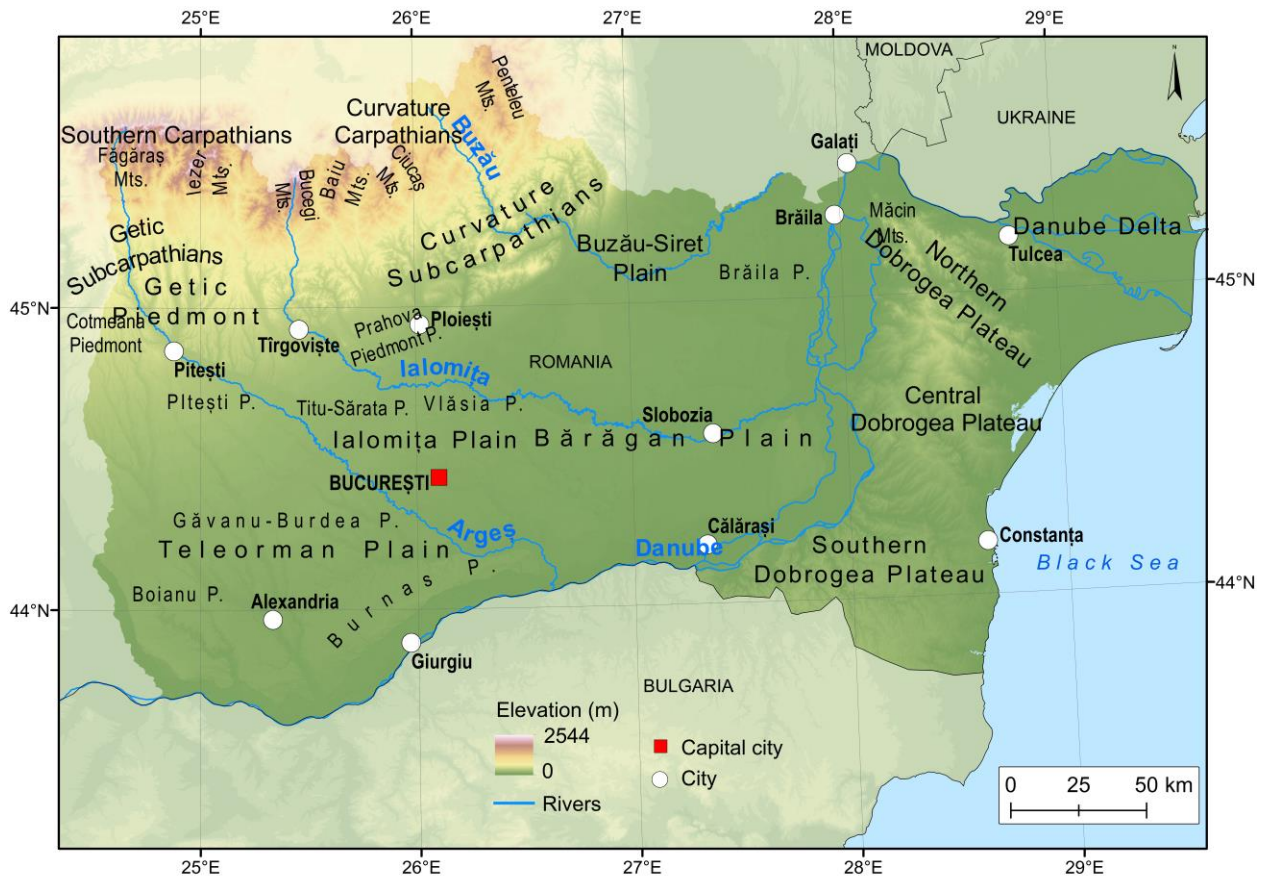 25°E
26°E
27°E
28°E
29°E
N
MOLDOVA
UKRAINE
Penteleu
Mts.
Curvature
Carpathians
Southern Carpathians
Făgăraș
Mts.
Iezer
Mts.
Bucegi
Mts.
Baiu
Mts.
Ciucaș
Mts.
Buzău
Galați
Brăila
Măcin
Mts.
Danube Delta
Tulcea
Getic
Subcarpathians
Curvature
Subcarpathians
Buzău-Siret
Plain
Brăila P.
Northern
Dobrogea Plateau
45°N
45°N
Getic
Piedmont
Cotmeana
Piedmont
Tîrgoviște
Prahova
Piedmont P.
Ploiești
Pitești
Ialomița
ROMANIA
PItești P.
Titu-Sărata P.
Vlăsia P.
Slobozia
Central
Dobrogea Plateau
Ialomița Plain
Bărăgan Plain
BUCUREȘTI
Găvanu-Burdea P.
Teleorman Plain
Argeș
Danube
Călărași
Constanța
Black Sea
Southern
Dobrogea Plateau
44°N
44°N
Boianu P.
Alexandria
Burnas P.
Giurgiu
BULGARIA
Elevation (m)
2544
0
Rivers
Capital city
City
0 25 50 km
25°E
26°E
27°E
28°E
29°E